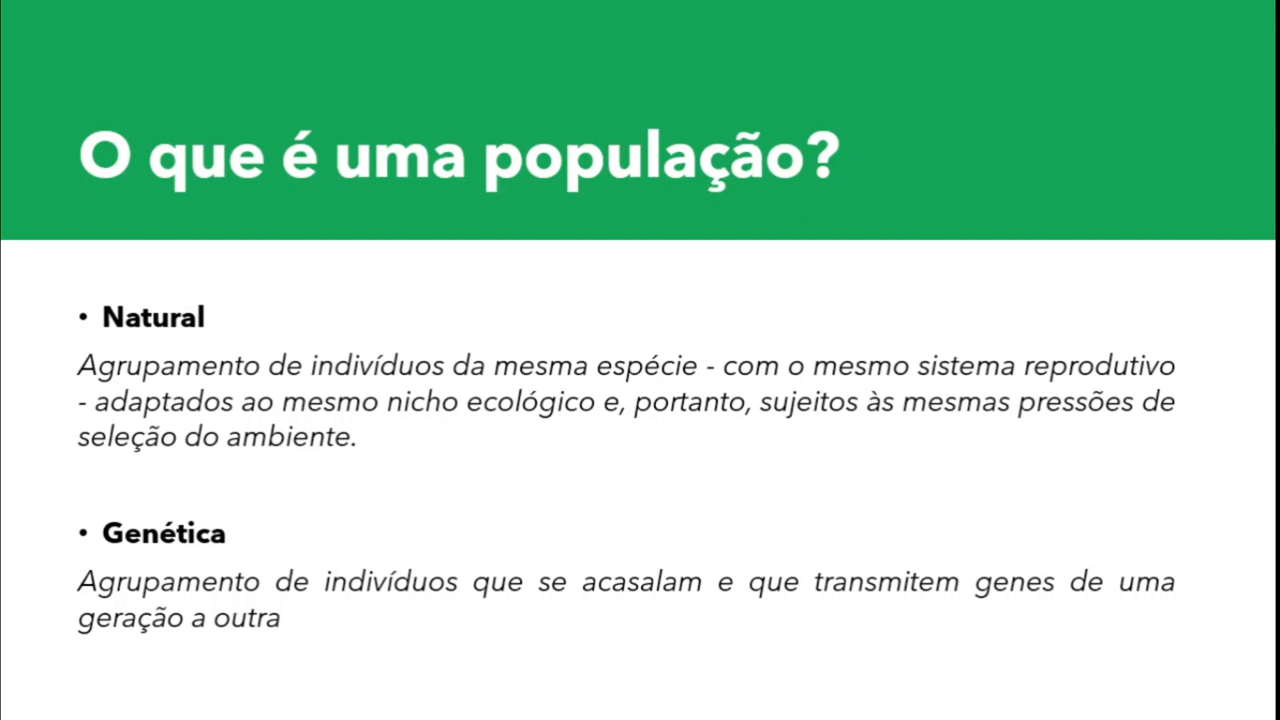 O que é uma população?
• Natural
Agrupamento de indivíduos da mesma espécie - com o mesmo sistema reprodutivo
- adaptados ao mesmo nicho ecológico e, portanto, sujeitos às mesmas pressões de
seleção do ambiente.
• Genética
Agrupamento de indivíduos que se acasalam e que transmitem genes de uma
geração a outra